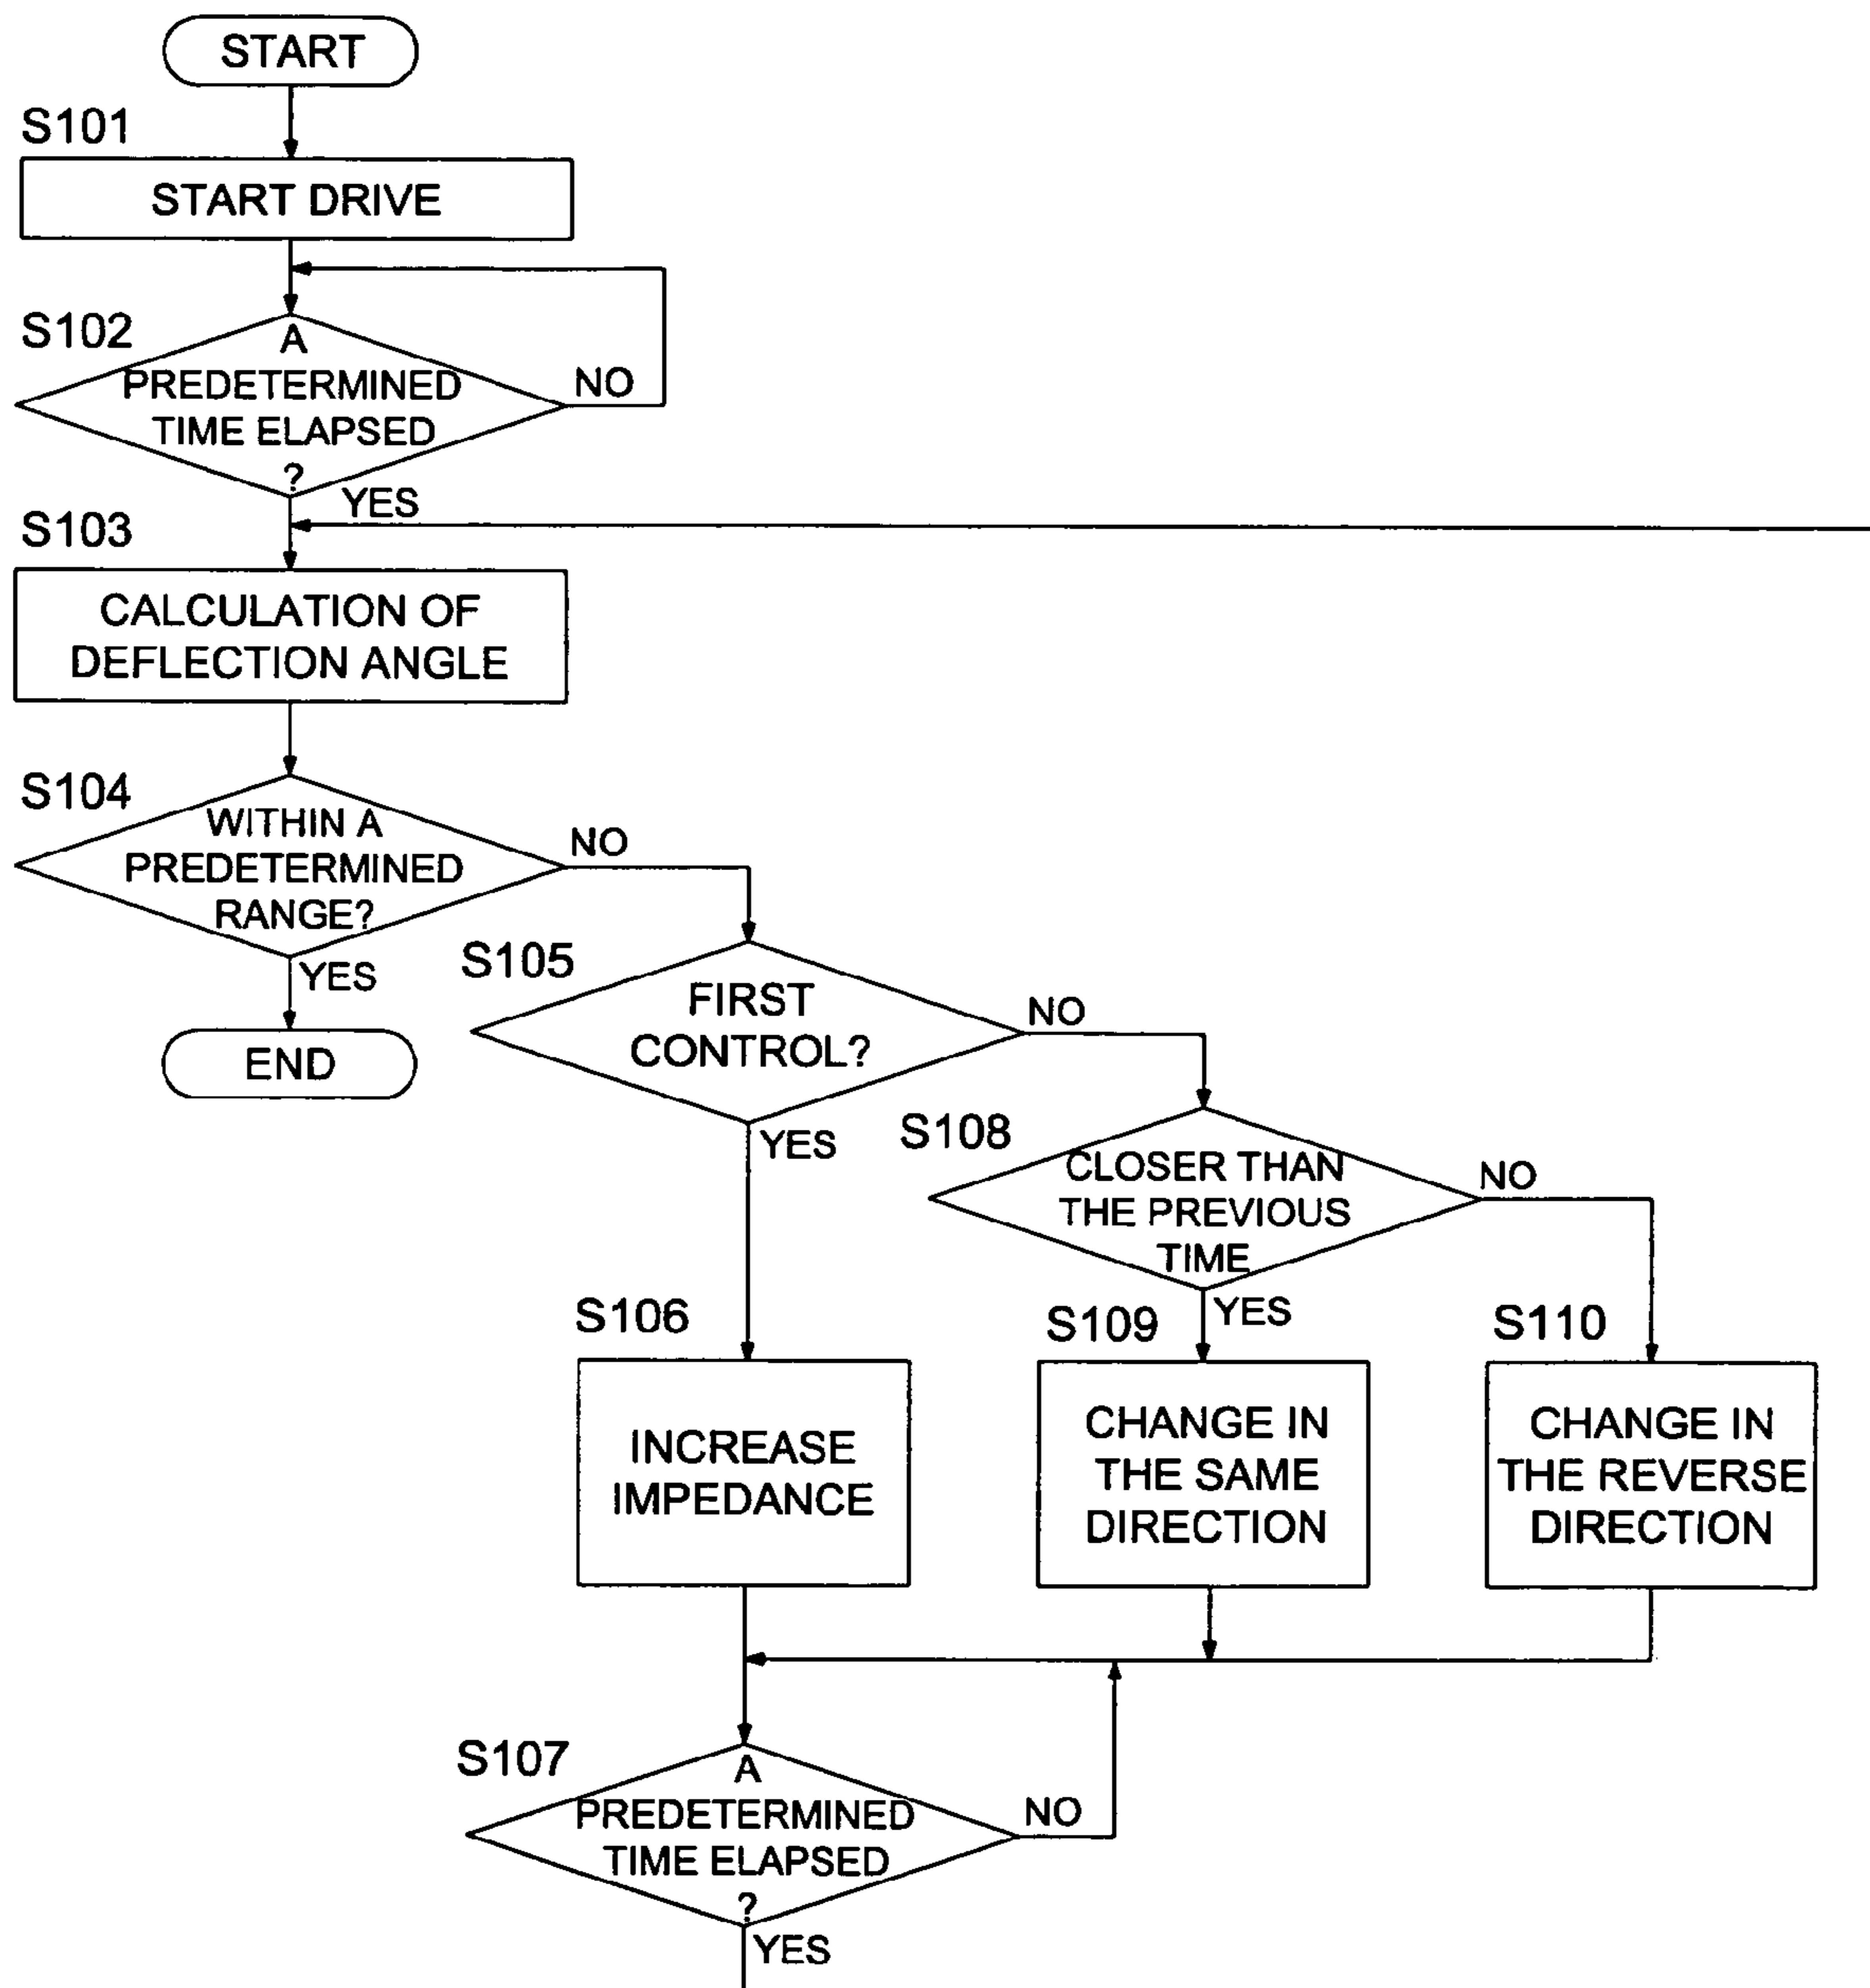 START
S101
START DRIVE
S102
A
PREDETERMINED
TIME ELAPSED
?
NO
YES
S103
CALCULATION OF
DEFLECTION ANGLE
S104
WITHIN A
PREDETERMINED
RANGE?
NO
YES
END
S105
FIRST
CONTROL?
NO
YES
S108
CLOSER THAN
THE PREVIOUS
TIME
NO
YES
S106
INCREASE
IMPEDANCE
S109
CHANGE IN
THE SAME
DIRECTION
S110
CHANGE IN
THE REVERSE
DIRECTION
S107
A
PREDETERMINED
TIME ELAPSED
?
NO
YES